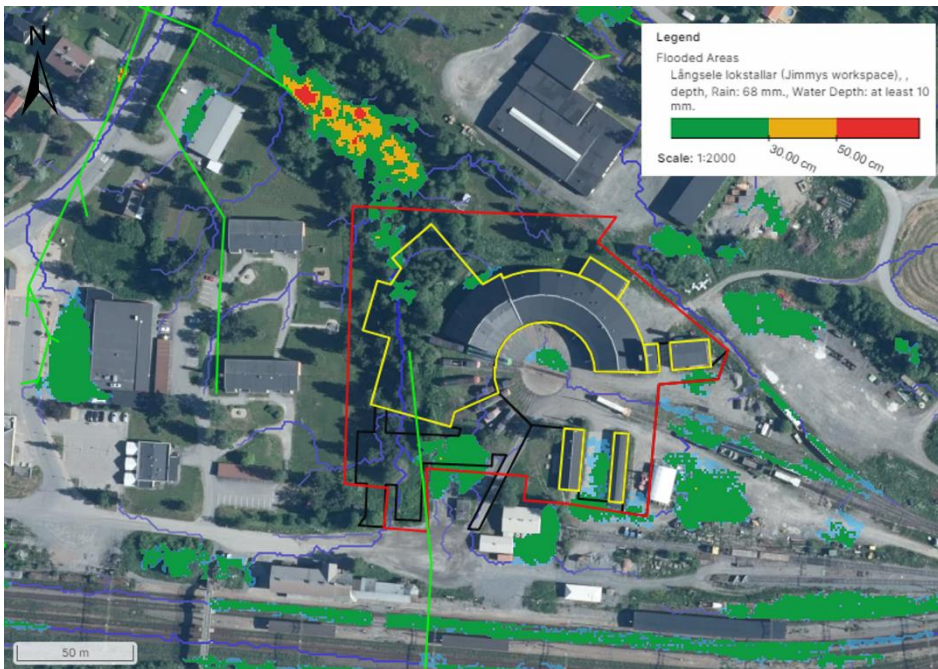 N
Legend
Flooded Areas
Långsele lokstallar (Jimmys workspace), ,
depth, Rain: 68 mm., Water Depth: at least 10
mm.
30.00 cm
50.00 cm
Scale: 1:2000
50 m